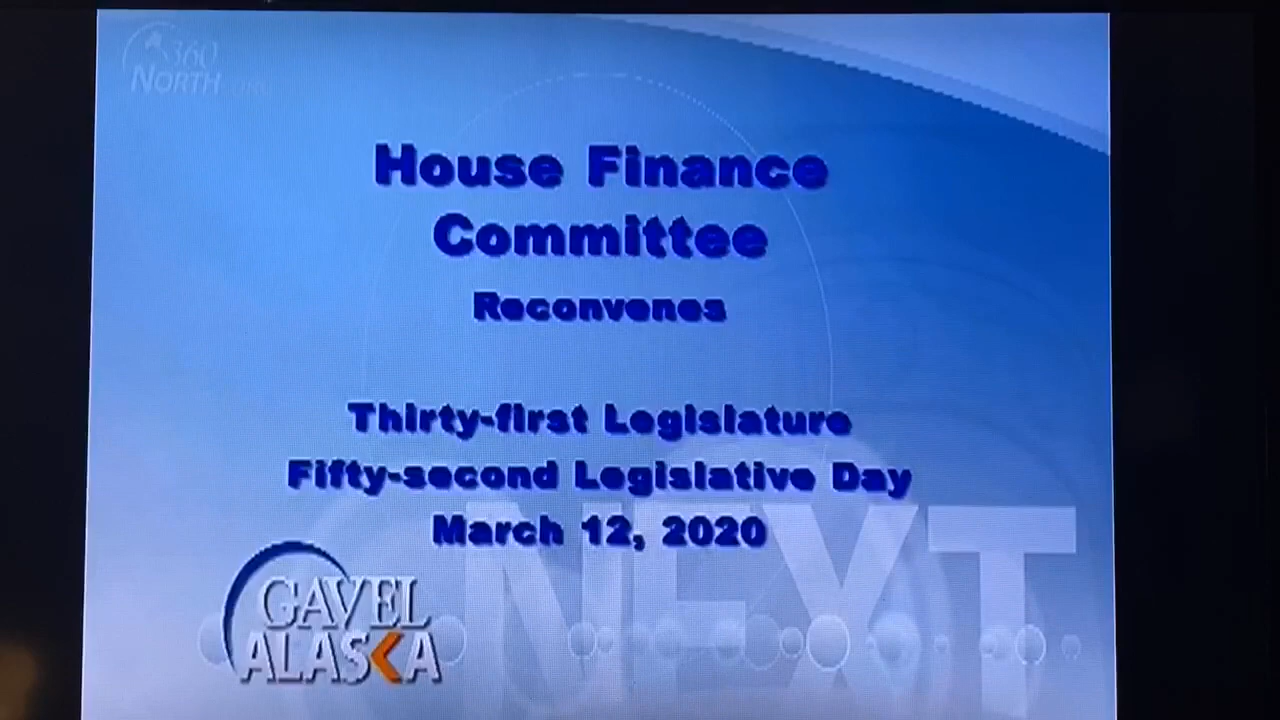 360
NORTH.ORG
House Finance
Committee
Reconvenes
Thirty-first Legislature
Fifty-second Legislative Day
March 12, 2020
NEXT
GAVEL
ALASKA